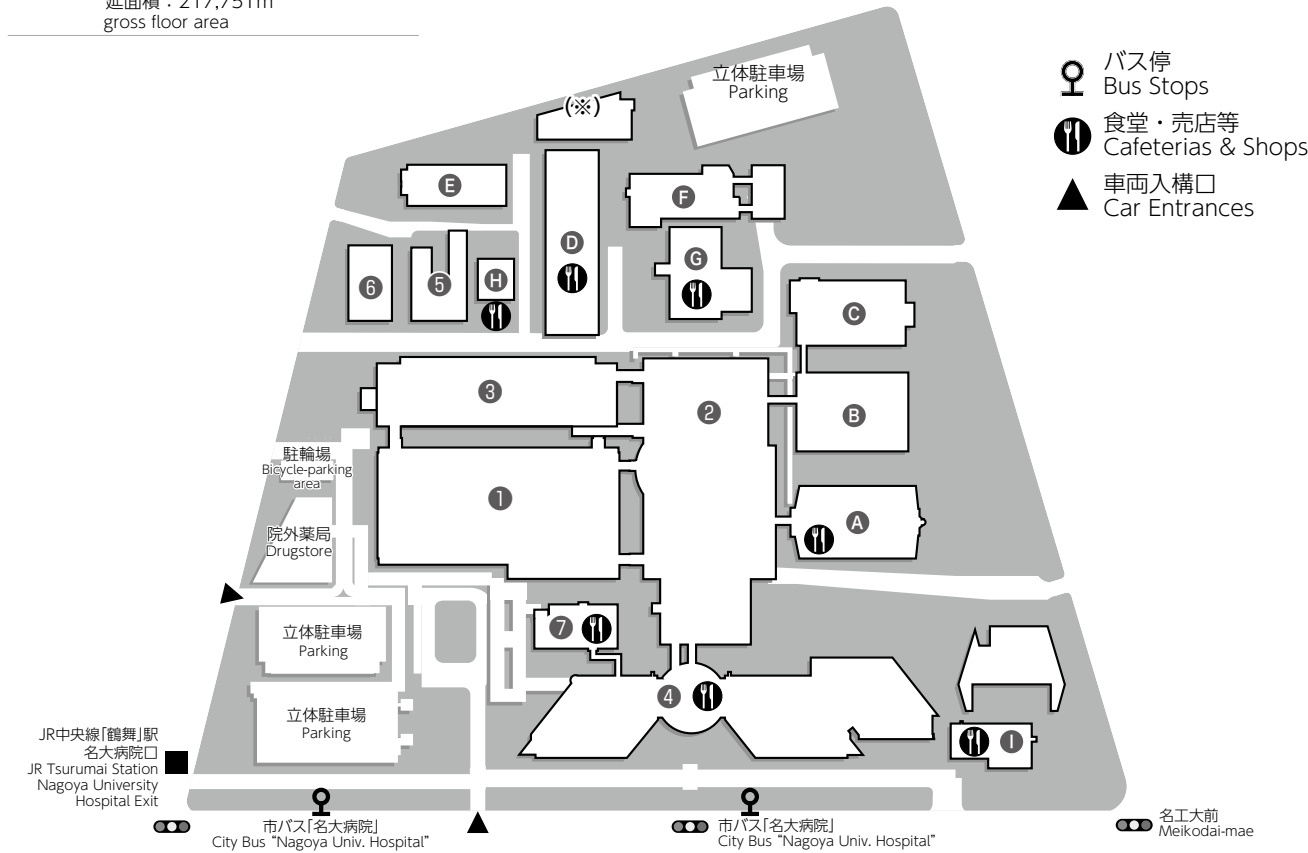 延面積：217,751㎡
gross floor area
バス停
Bus Stops
食堂・売店等
Cafeterias & Shops
車両入構口
Car Entrances
立体駐車場
Parking
(※)
E
F
D
G
6
5
H
C
3
2
B
駐輪場
Bicycle-parking
area
1
A
院外薬局
Drugstore
7
立体駐車場
Parking
4
立体駐車場
Parking
I
JR中央線「鶴舞」駅
名大病院口
JR Tsurumai Station
Nagoya University
Hospital Exit
市バス「名大病院」
City Bus "Nagoya Univ. Hospital"
市バス「名大病院」
City Bus "Nagoya Univ. Hospital"
名工大前
Meikodai-mae